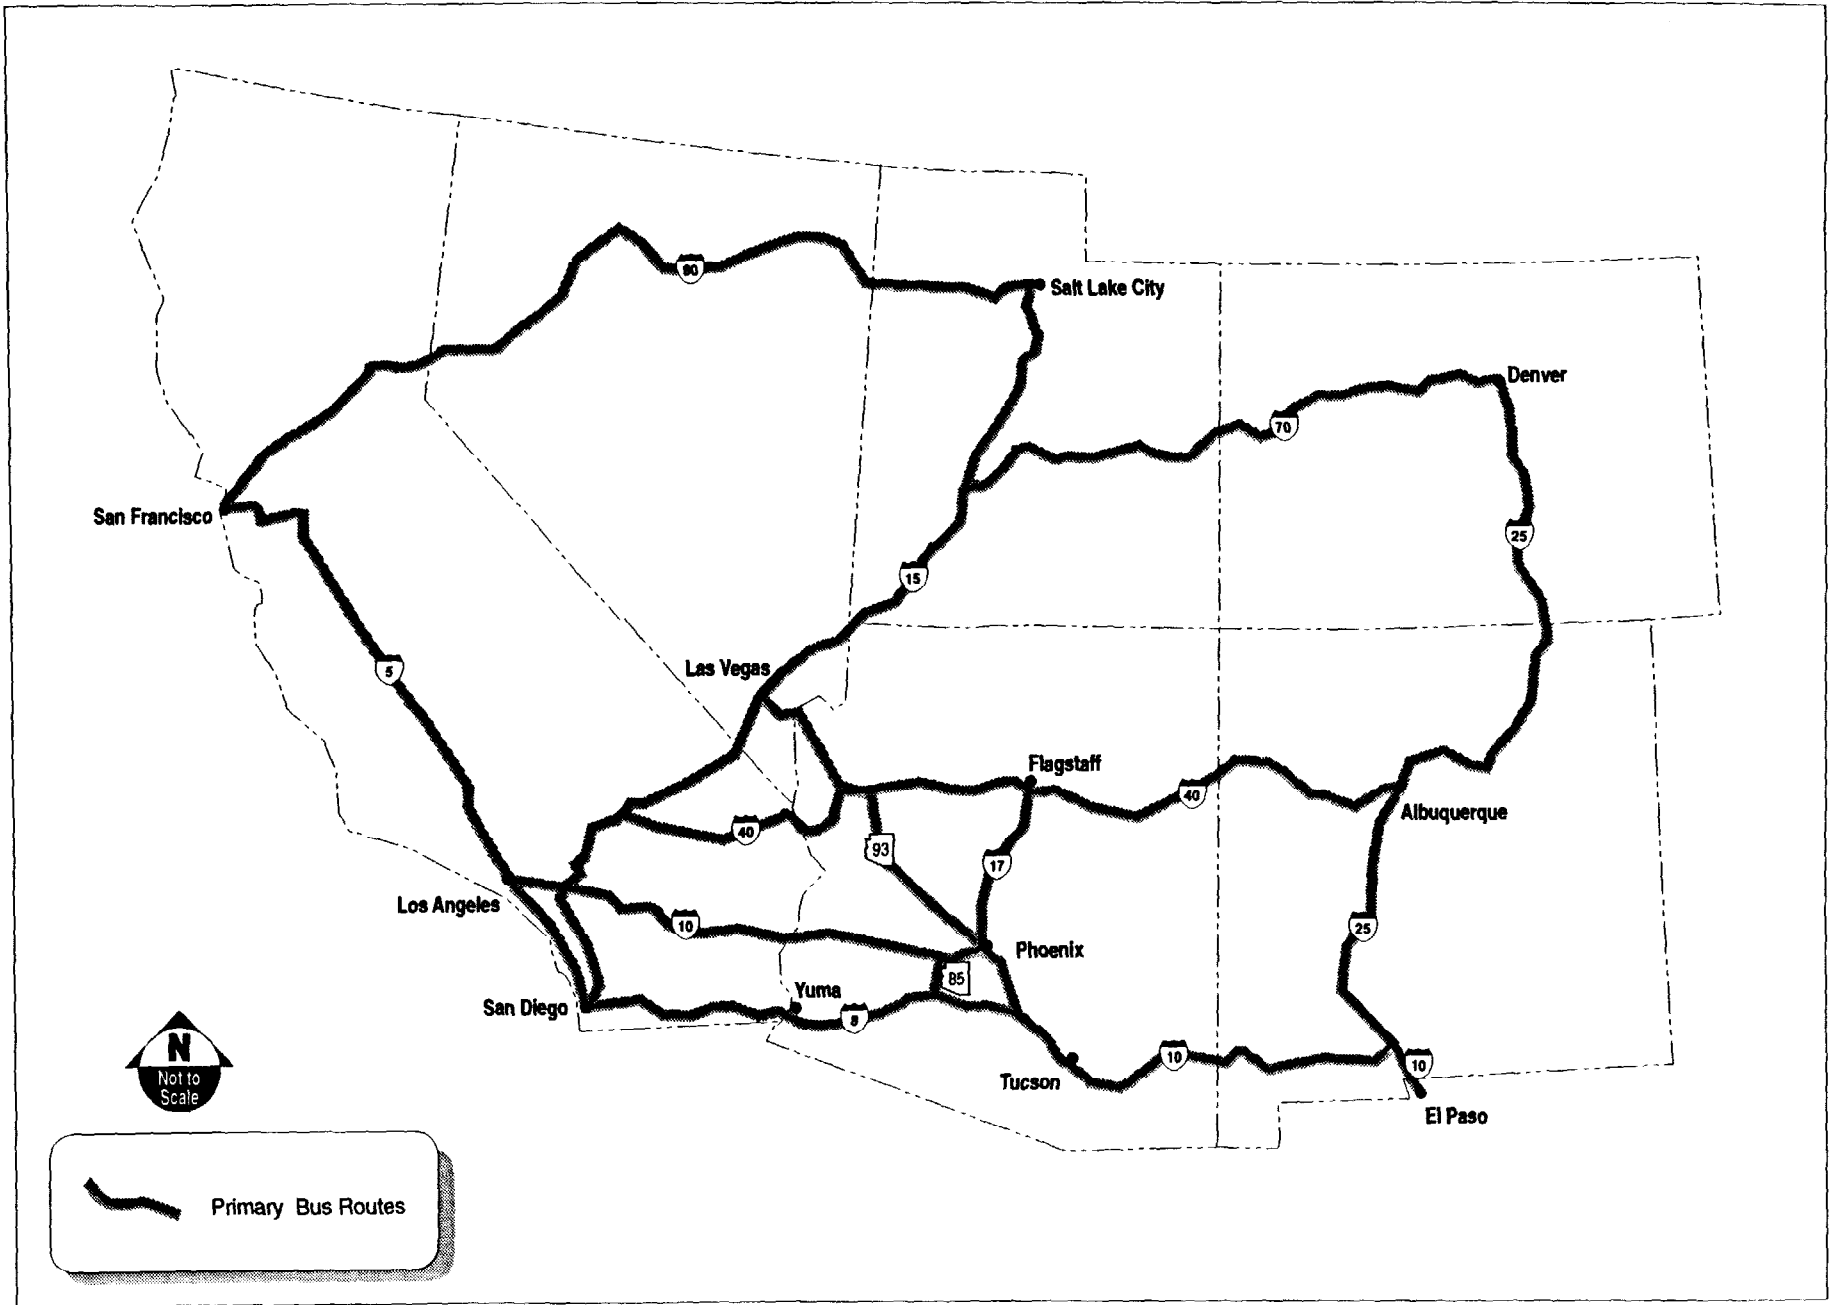 80
Salt Lake City
Denver
70
San Francisco
25
15
Las Vegas
5
Flagstaff
40
Albuquerque
40
93
17
Los Angeles
10
25
Phoenix
85
Yuma
San Diego
8
N
Not to
Scale
10
10
Tucson
El Paso
Primary Bus Routes